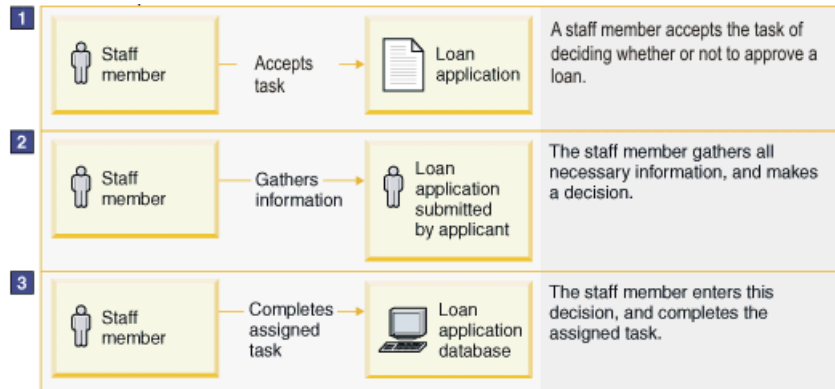 1
Staff
member
Accepts
task
Loan
application
A staff member accepts the task of
deciding whether or not to approve a
loan.
2
Staff
member
Gathers
information
Loan
application
submitted
by applicant
The staff member gathers all
necessary information, and makes
a decision.
3
Staff
member
Completes
assigned
task
Loan
application
database
The staff member enters this
decision, and completes the
assigned task.